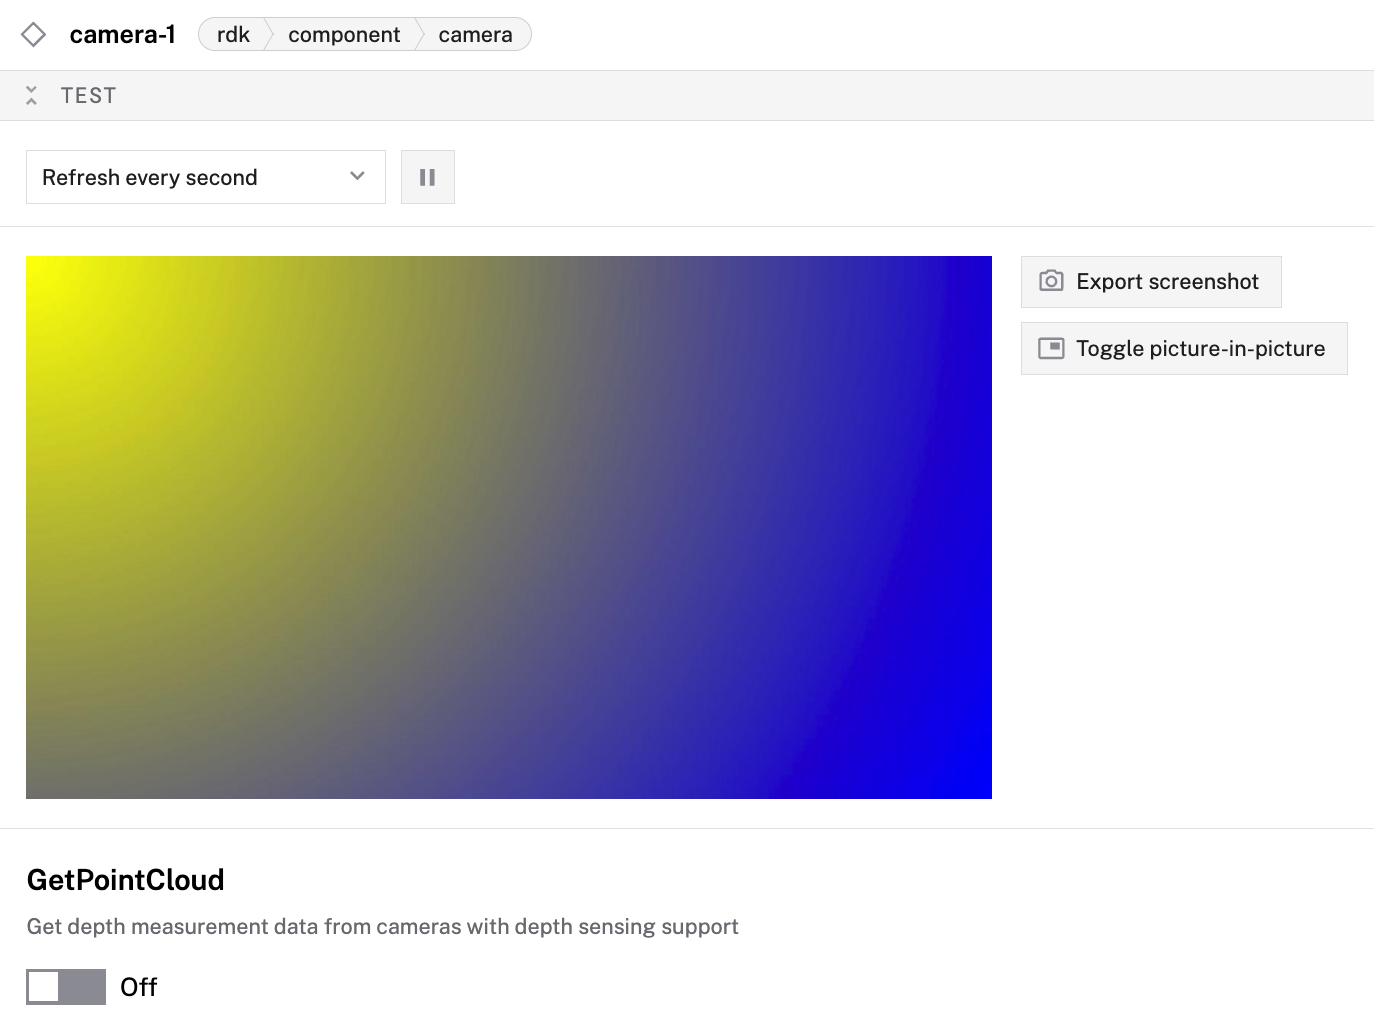 camera-1 rdk component camera
TEST
Refresh every second
Export screenshot
Toggle picture-in-picture
GetPointCloud
Get depth measurement data from cameras with depth sensing support
Off